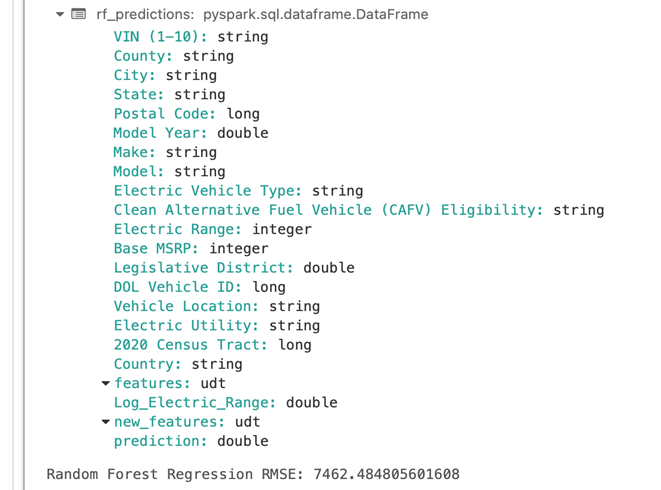 rf_predictions: pyspark.sql.dataframe.DataFrame
VIN (1-10): string
County: string
City: string
State: string
Postal Code: long
Model Year: double
Make: string
Model: string
Electric Vehicle Type: string
Clean Alternative Fuel Vehicle (CAFV) Eligibility: string
Electric Range: integer
Base MSRP: integer
Legislative District: double
DOL Vehicle ID: long
Vehicle Location: string
Electric Utility: string
2020 Census Tract: long
Country: string
features: udt
Log_Electric_Range: double
new_features: udt
prediction: double
Random Forest Regression RMSE: 7462.484805601608